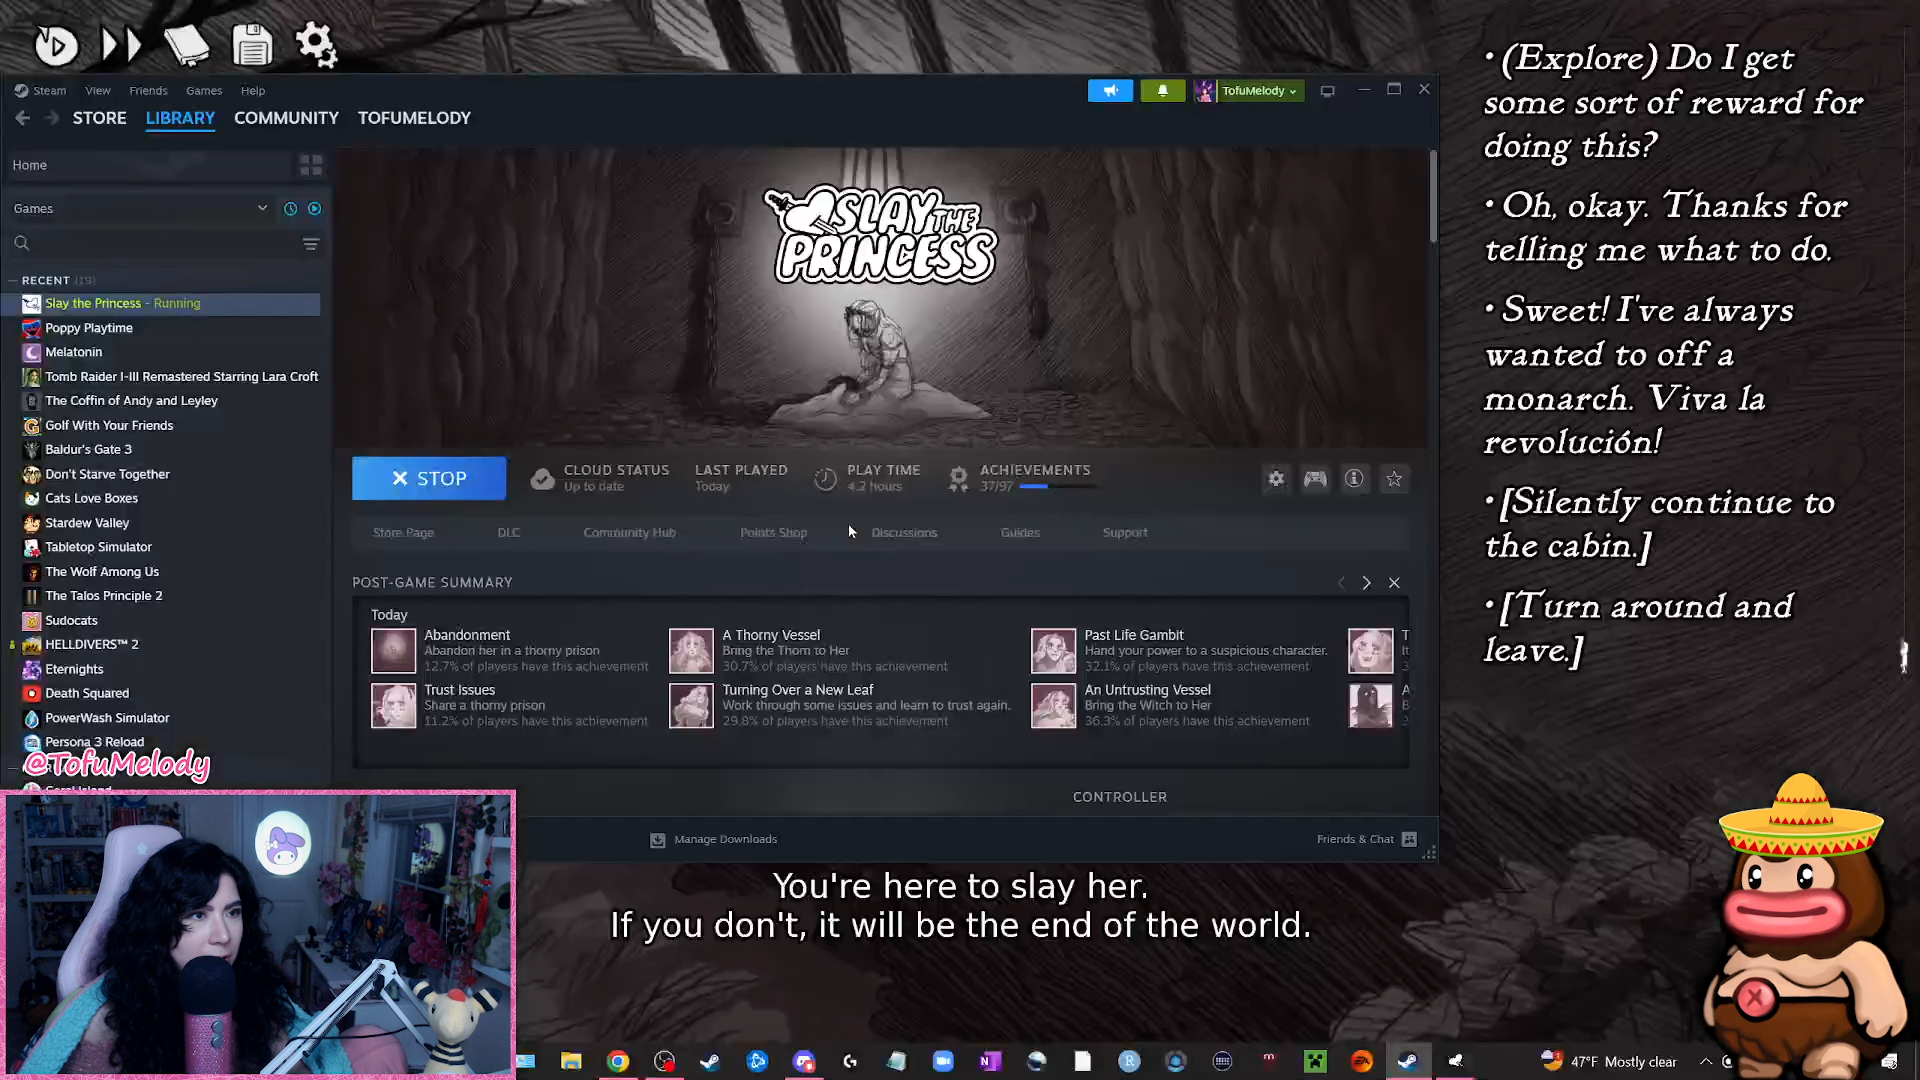 Steam View Friends Games Help
TofuMelody
STORE LIBRARY COMMUNITY TOFUMELODY
Home
Games
RECENT (19)
Slay the Princess - Running
Poppy Playtime
Melatonin
Tomb Raider I-III Remastered Starring Lara Croft
The Coffin of Andy and Leyley
Golf With Your Friends
Baldur's Gate 3
Don't Starve Together
Cats Love Boxes
Stardew Valley
Tabletop Simulator
The Wolf Among Us
The Talos Principle 2
Sudocats
HELLDIVERS™ 2
Eternights
Death Squared
PowerWash Simulator
Persona 3 Reload
@TofuMelody
SLAY THE
PRINCESS
STOP
CLOUD STATUS
Up to date
LAST PLAYED
Today
PLAY TIME
4.2 hours
ACHIEVEMENTS
37/97
Store Page DLC Community Hub Points Shop Discussions Guides Support
POST-GAME SUMMARY
Today
Abandonment
Abandon her in a thorny prison
12.7% of players have this achievement
A Thorny Vessel
Bring the Thorn to Her
30.7% of players have this achievement
Past Life Gambit
Hand your power to a suspicious character.
32.1% of players have this achievement
Trust Issues
Share a thorny prison
11.2% of players have this achievement
Turning Over a New Leaf
Work through some issues and learn to trust again.
29.8% of players have this achievement
An Untrusting Vessel
Bring the Witch to Her
36.3% of players have this achievement
CONTROLLER
Manage Downloads
Friends & Chat
You're here to slay her.
If you don't, it will be the end of the world.
• (Explore) Do I get
some sort of reward for
doing this?
• Oh, okay. Thanks for
telling me what to do.
• Sweet! I've always
wanted to off a
monarch. Viva la
revolución!
• [Silently continue to
the cabin.]
• [Turn around and
leave.]
47°F Mostly clear